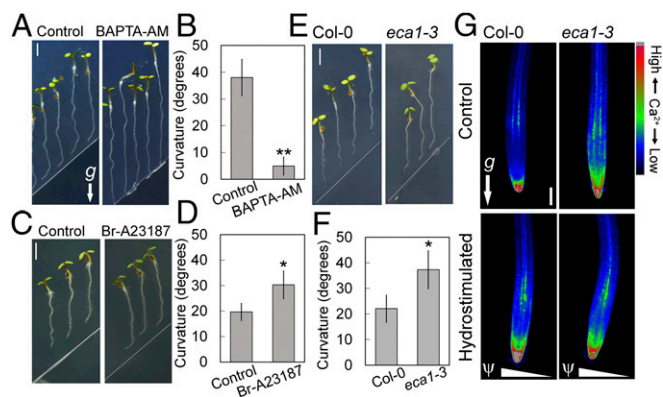 A Control BAPTA-AM
g
B
Curvature (degrees)
50
40
30
20
10
0
**
Control
BAPTA-AM
C Control Br-A23187
D
Curvature (degrees)
50
40
30
20
10
0
*
Control
Br-A23187
E Col-0 eca1-3
F
Curvature (degrees)
50
40
30
20
10
0
*
Col-0
eca1-3
G Col-0 eca1-3
Control
g
Hydrostimulated
Ψ Ψ
High ← Ca²⁺ → Low